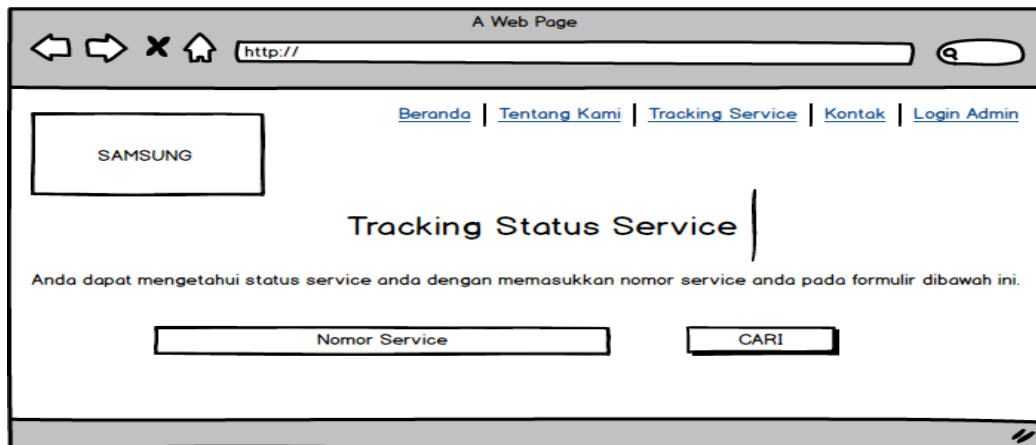 A Web Page
http://
Beranda Tentang Kami Tracking Service Kontak Login Admin
SAMSUNG
Tracking Status Service
Anda dapat mengetahui status service anda dengan memasukkan nomor service anda pada formulir dibawah ini.
Nomor Service CARI